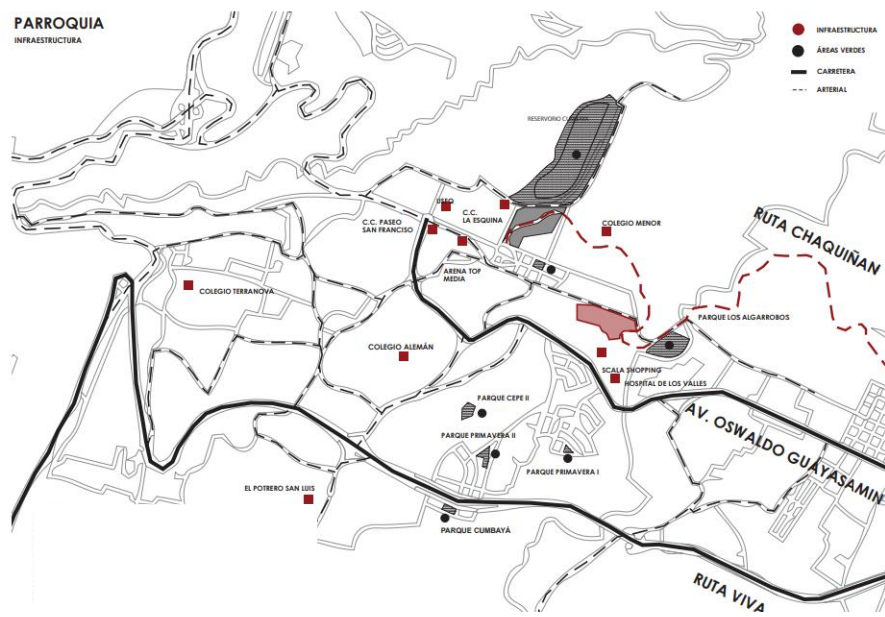 PARROQUIA
INFRAESTRUCTURA
INFRAESTRUCTURA
ÁREAS VERDES
CARRETERA
ARTERIAL
RESERVORIO
C.C. PASEO
SAN FRANCISO
C.C.
LA ESQUINA
COLEGIO MENOR
RUTA CHAQUIÑAN
ARENA TOP
MEDIA
COLEGIO TERRANOVA
PARQUE LOS ALGARROBOS
COLEGIO ALEMÁN
SCALA SHOPPING
HOSPITAL DE LOS VALLES
PARQUE CEPE II
AV. OSWALDO GUAYASAMIN
PARQUE PRIMAVERA II
PARQUE PRIMAVERA I
EL POTRERO SAN LUIS
PARQUE CUMBAYÁ
RUTA VIVA